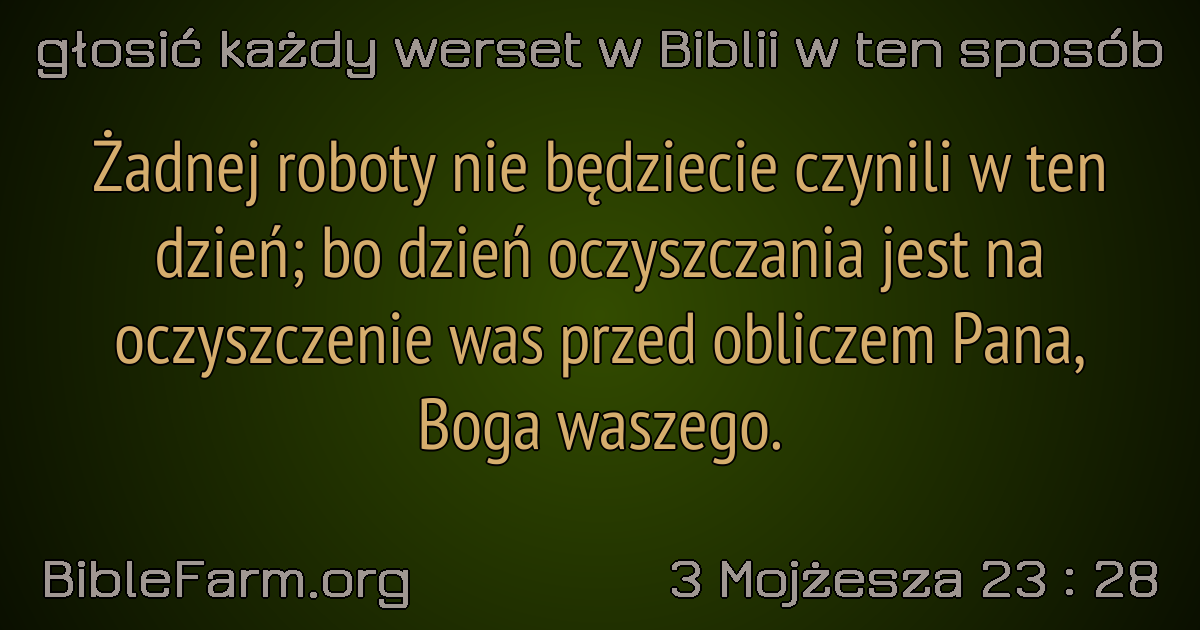 głosić każdy werset w Biblii w ten sposób
Żadnej roboty nie będziecie czynili w ten
dzień; bo dzień oczyszczania jest na
oczyszczenie was przed obliczem Pana,
Boga waszego.
BibleFarm.org
3 Mojżesza 23 : 28